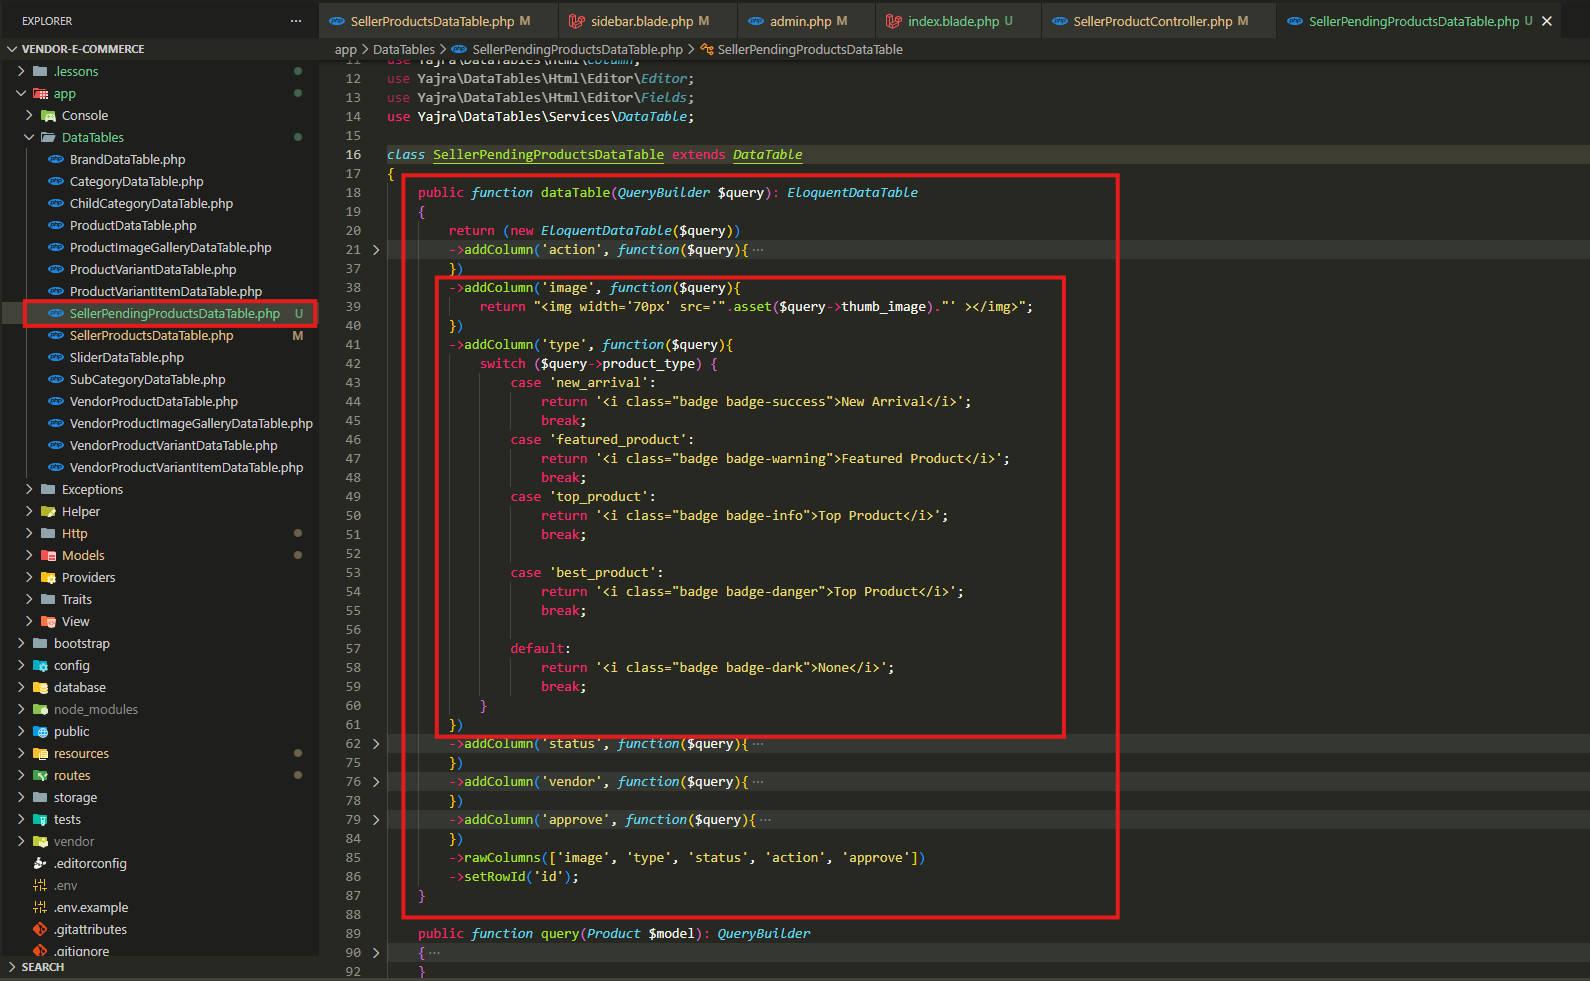 EXPLORER
···
SellerProductsDataTable.php M
sidebar.blade.php M
admin.php M
index.blade.php U
SellerProductController.php M
SellerPendingProductsDataTable.php U
VENDOR-E-COMMERCE
app > DataTables > SellerPendingProductsDataTable.php > SellerPendingProductsDataTable
.lessons
app
Console
DataTables
BrandDataTable.php
CategoryDataTable.php
ChildCategoryDataTable.php
ProductDataTable.php
ProductImageGalleryDataTable.php
ProductVariantDataTable.php
ProductVariantItemDataTable.php
SellerPendingProductsDataTable.php U
SellerProductsDataTable.php M
SliderDataTable.php
SubCategoryDataTable.php
VendorProductDataTable.php
VendorProductImageGalleryDataTable.php
VendorProductVariantDataTable.php
VendorProductVariantItemDataTable.php
Exceptions
Helper
Http
Models
Providers
Traits
View
bootstrap
config
database
node_modules
public
resources
routes
storage
tests
vendor
.editorconfig
.env
.env.example
.gitattributes
.gitignore
SEARCH
11 use Yajra\DataTables\Html\Column;
12 use Yajra\DataTables\Html\Editor\Editor;
13 use Yajra\DataTables\Html\Editor\Fields;
14 use Yajra\DataTables\Services\DataTable;
15
16 class SellerPendingProductsDataTable extends DataTable
17 {
18 public function dataTable(QueryBuilder $query): EloquentDataTable
19 {
20 return (new EloquentDataTable($query))
21 ->addColumn('action', function($query){ ···
37 })
38 ->addColumn('image', function($query){
39 return "<img width='70px' src='".asset($query->thumb_image)."' ></img>";
40 })
41 ->addColumn('type', function($query){
42 switch ($query->product_type) {
43 case 'new_arrival':
44 return '<i class="badge badge-success">New Arrival</i>';
45 break;
46 case 'featured_product':
47 return '<i class="badge badge-warning">Featured Product</i>';
48 break;
49 case 'top_product':
50 return '<i class="badge badge-info">Top Product</i>';
51 break;
52
53 case 'best_product':
54 return '<i class="badge badge-danger">Top Product</i>';
55 break;
56
57 default:
58 return '<i class="badge badge-dark">None</i>';
59 break;
60 }
61 })
62 ->addColumn('status', function($query){ ···
75 })
76 ->addColumn('vendor', function($query){ ···
78 })
79 ->addColumn('approve', function($query){ ···
84 })
85 ->rawColumns(['image', 'type', 'status', 'action', 'approve'])
86 ->setRowId('id');
87 }
88
89 public function query(Product $model): QueryBuilder
90 { ···
92 }